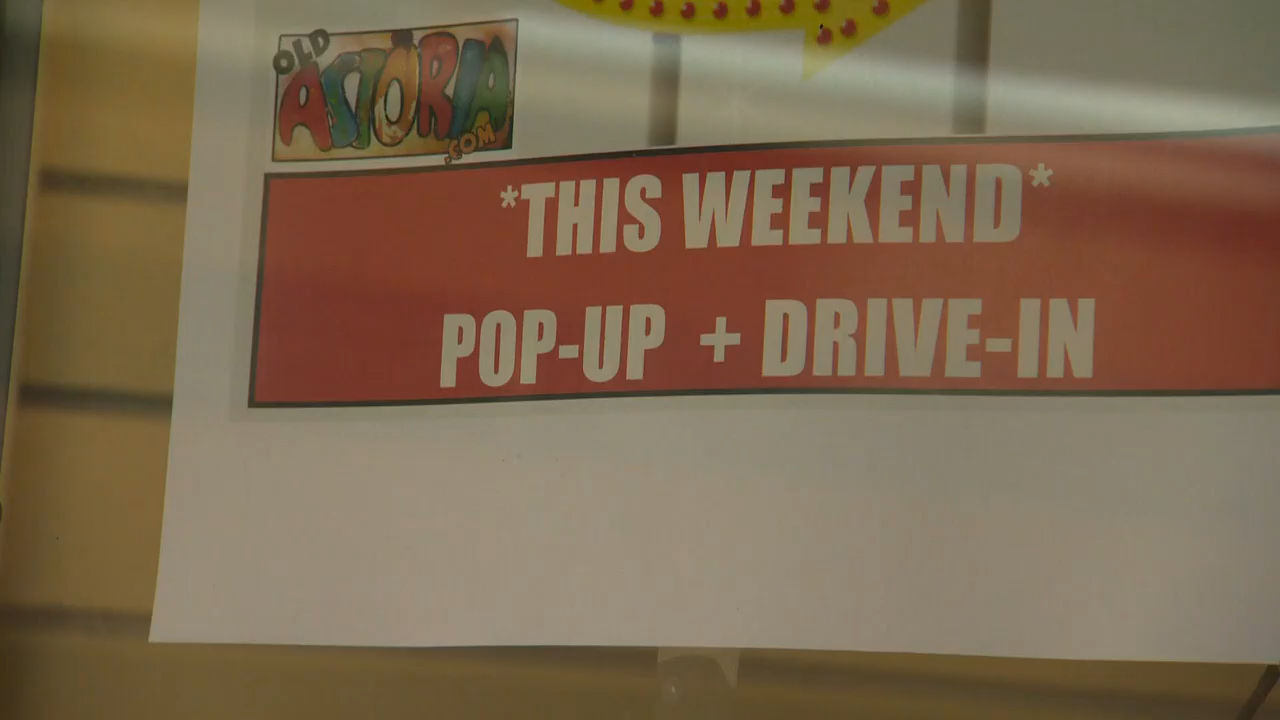 OLD
ASTORIA
.COM
*THIS WEEKEND*
POP-UP + DRIVE-IN